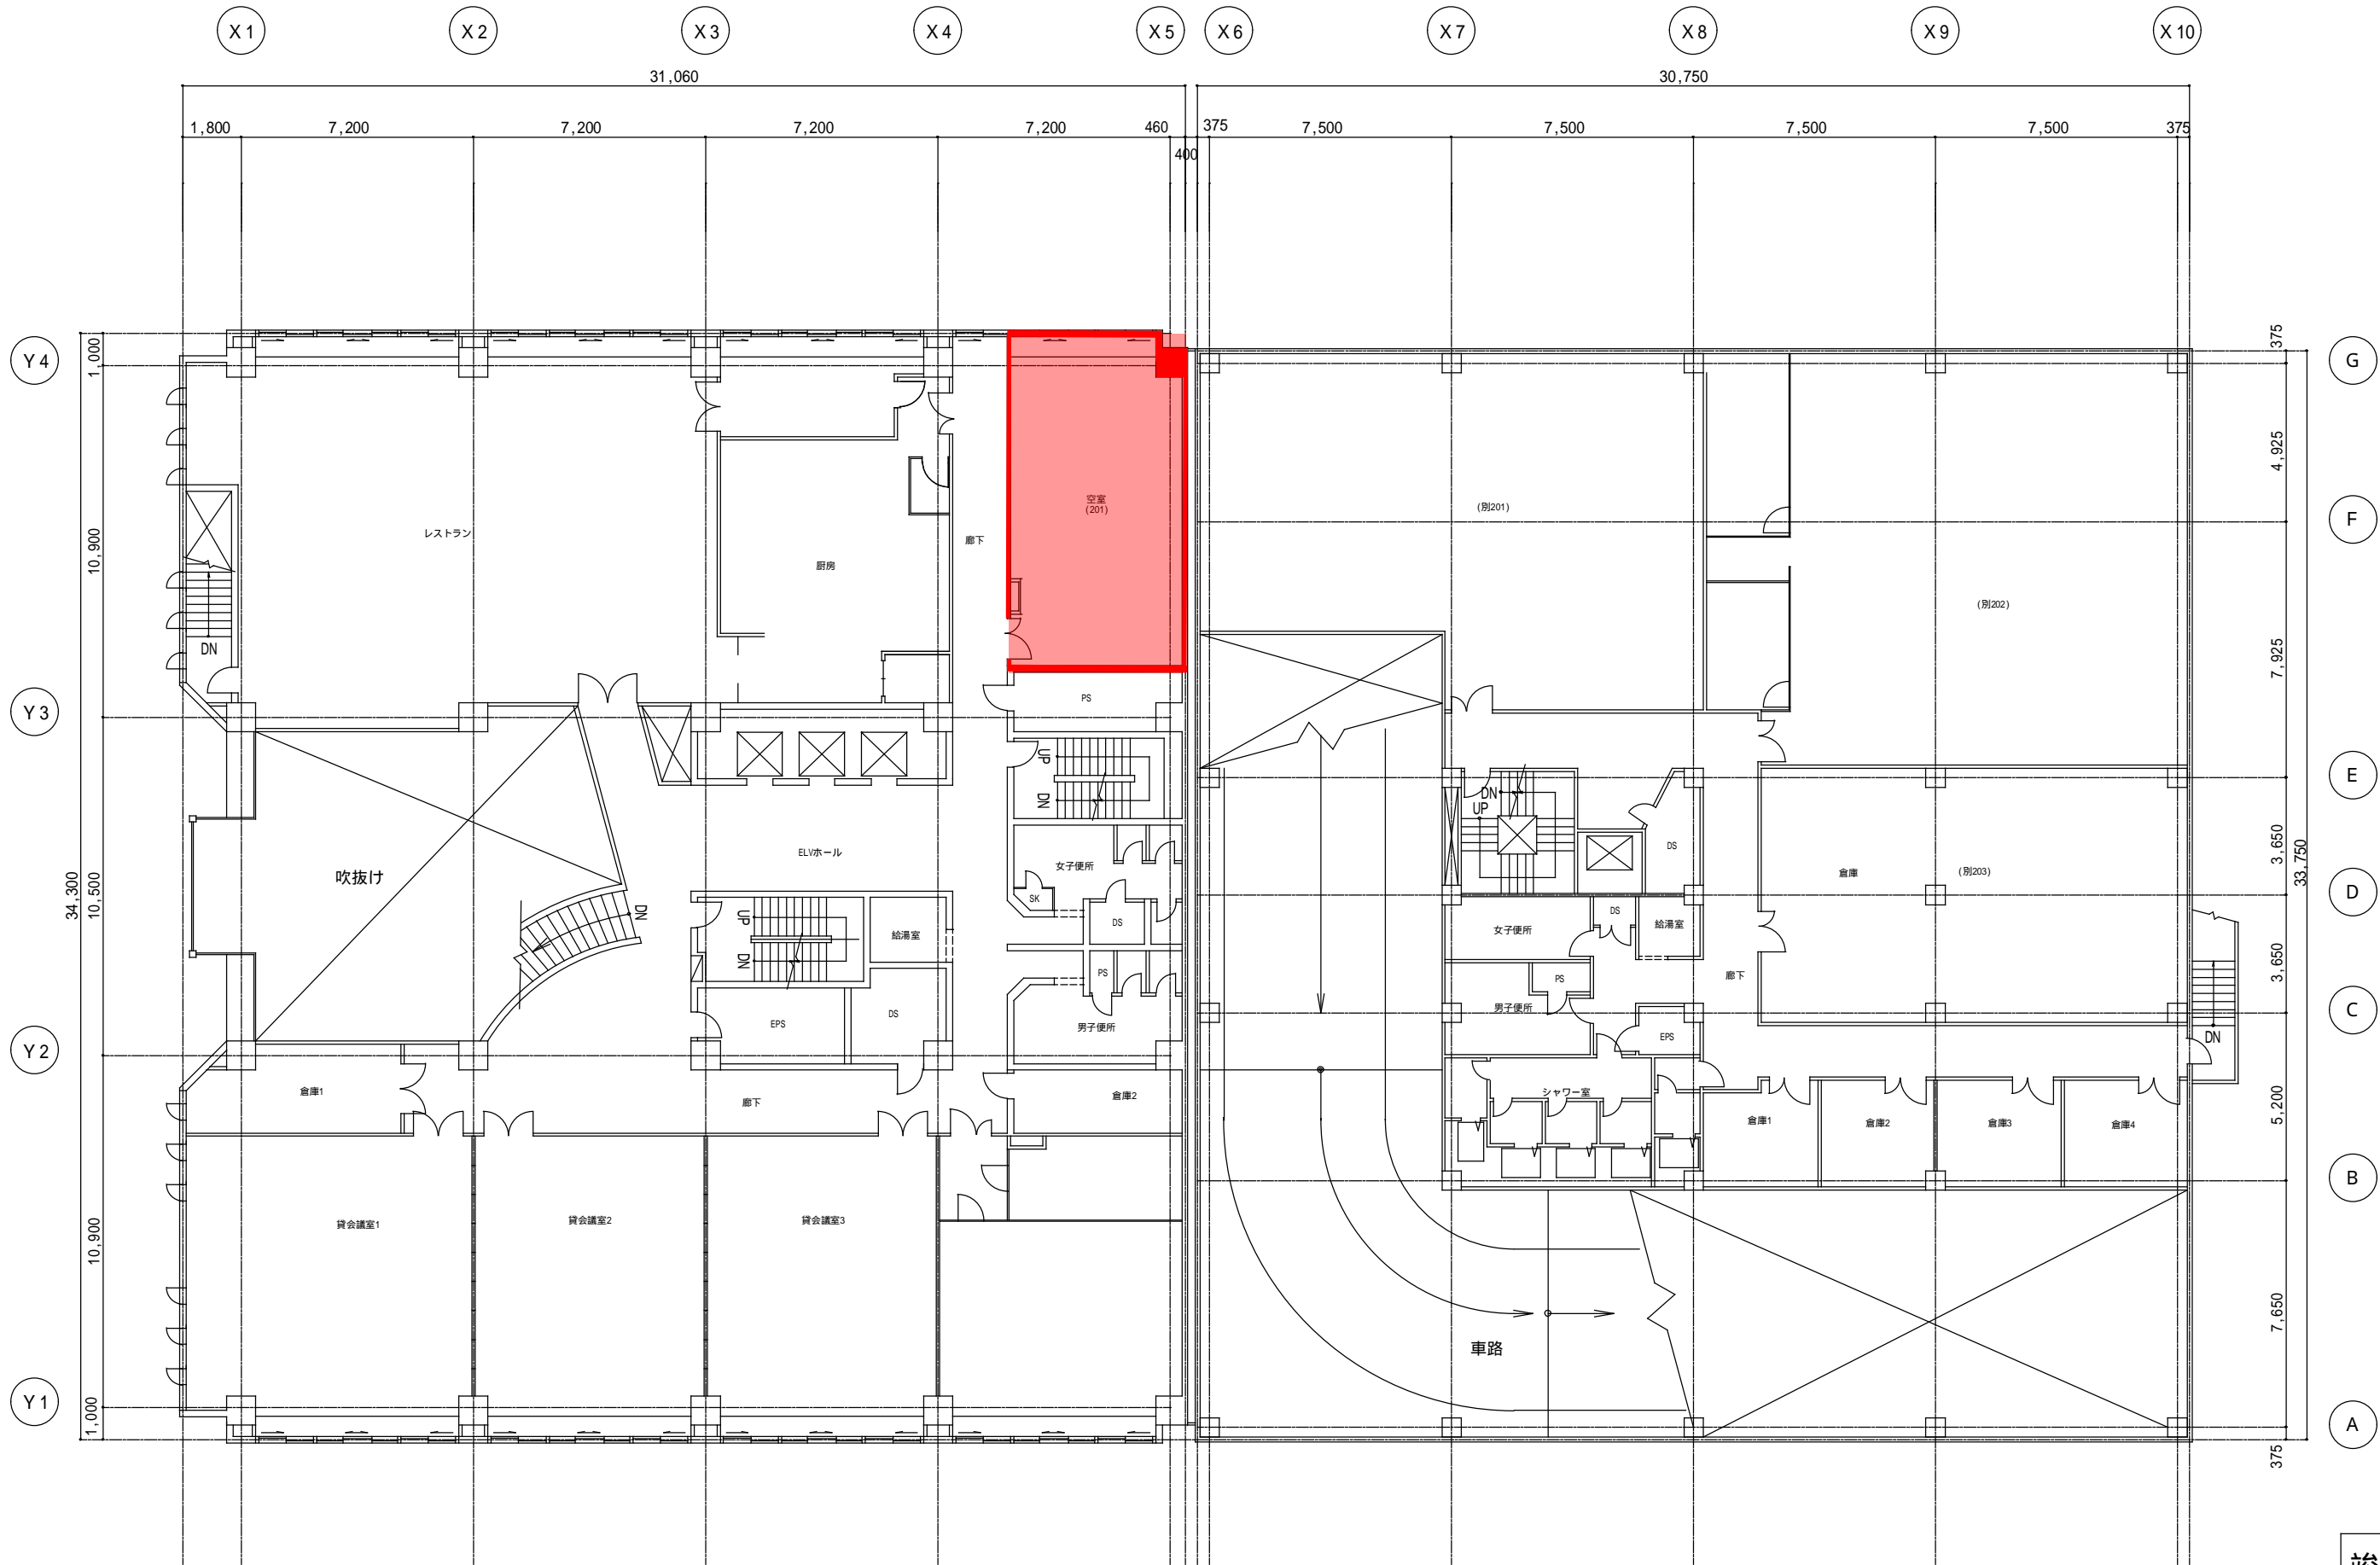 X1 X2 X3 X4 X5 X6 X7 X8 X9 X10
31,060 30,750
1,800 7,200 7,200 7,200 7,200 460 375 7,500 7,500 7,500 7,500 375
400
Y4 1,000 375 G
4,925
空室
(201)
(別201)
F
レストラン
10,900
廊下
厨房
(別202)
DN
7,925
PS
Y3
UP
DN
E
DN
UP
ELVホール
女子便所
DS
3,650
倉庫
(別203)
33,750
吹抜け
34,300
10,500
SK
D
DN
UP
DN
給湯室
DS
女子便所
DS
給湯室
PS
廊下
3,650
PS
EPS
DS
男子便所
男子便所
EPS
C
Y2
DN
倉庫1
廊下
倉庫2
シャワー室
倉庫1
倉庫2
倉庫3
倉庫4
5,200
B
貸会議室1
貸会議室2
貸会議室3
10,900
7,650
車路
Y1
1,000
A
375